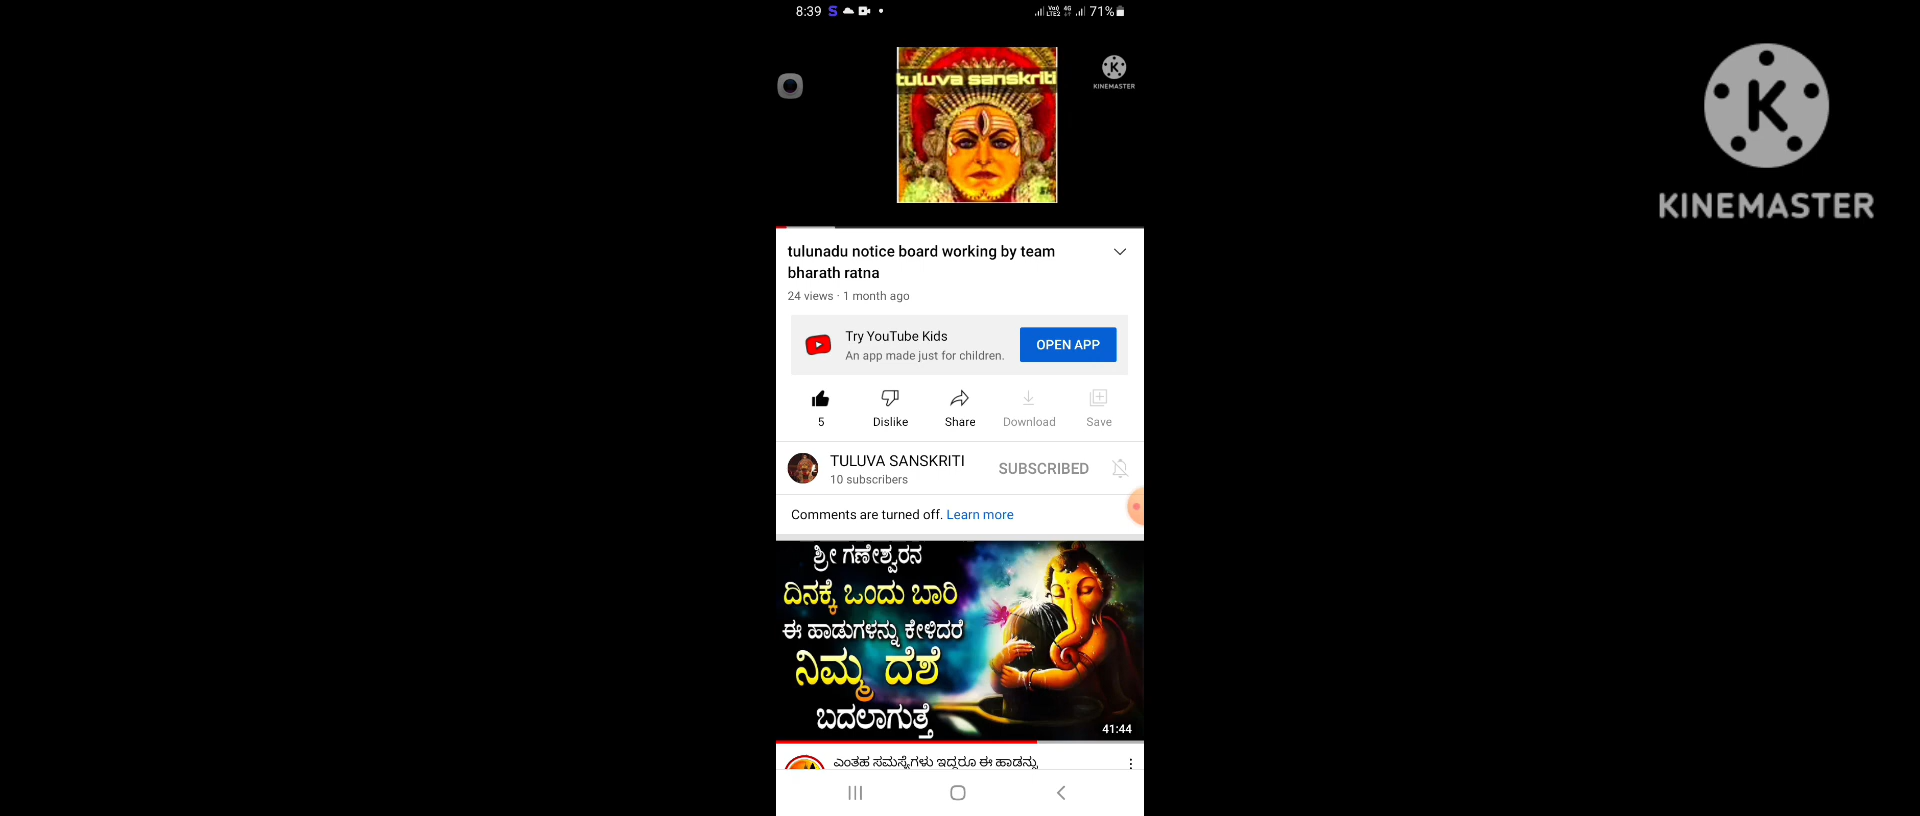 8:39
71%
tuluva sanskriti
KINEMASTER
KINEMASTER
tulunadu notice board working by team
bharath ratna
24 views · 1 month ago
Try YouTube Kids
An app made just for children.
OPEN APP
5
Dislike
Share
Download
Save
TULUVA SANSKRITI
10 subscribers
SUBSCRIBED
Comments are turned off. Learn more
ಶ್ರೀ ಗಣೇಶ್ವರನ
ದಿನಕ್ಕೆ ಒಂದು ಬಾರಿ
ಈ ಹಾಡುಗಳನ್ನು ಕೇಳಿದರೆ
ನಿಮ್ಮ ದೆಶೆ
ಬದಲಾಗುತ್ತೆ
41:44
ಎಂತಹ ಸಮಸ್ಯೆಗಳು ಇದ್ದರೂ ಈ ಹಾಡನ್ನು